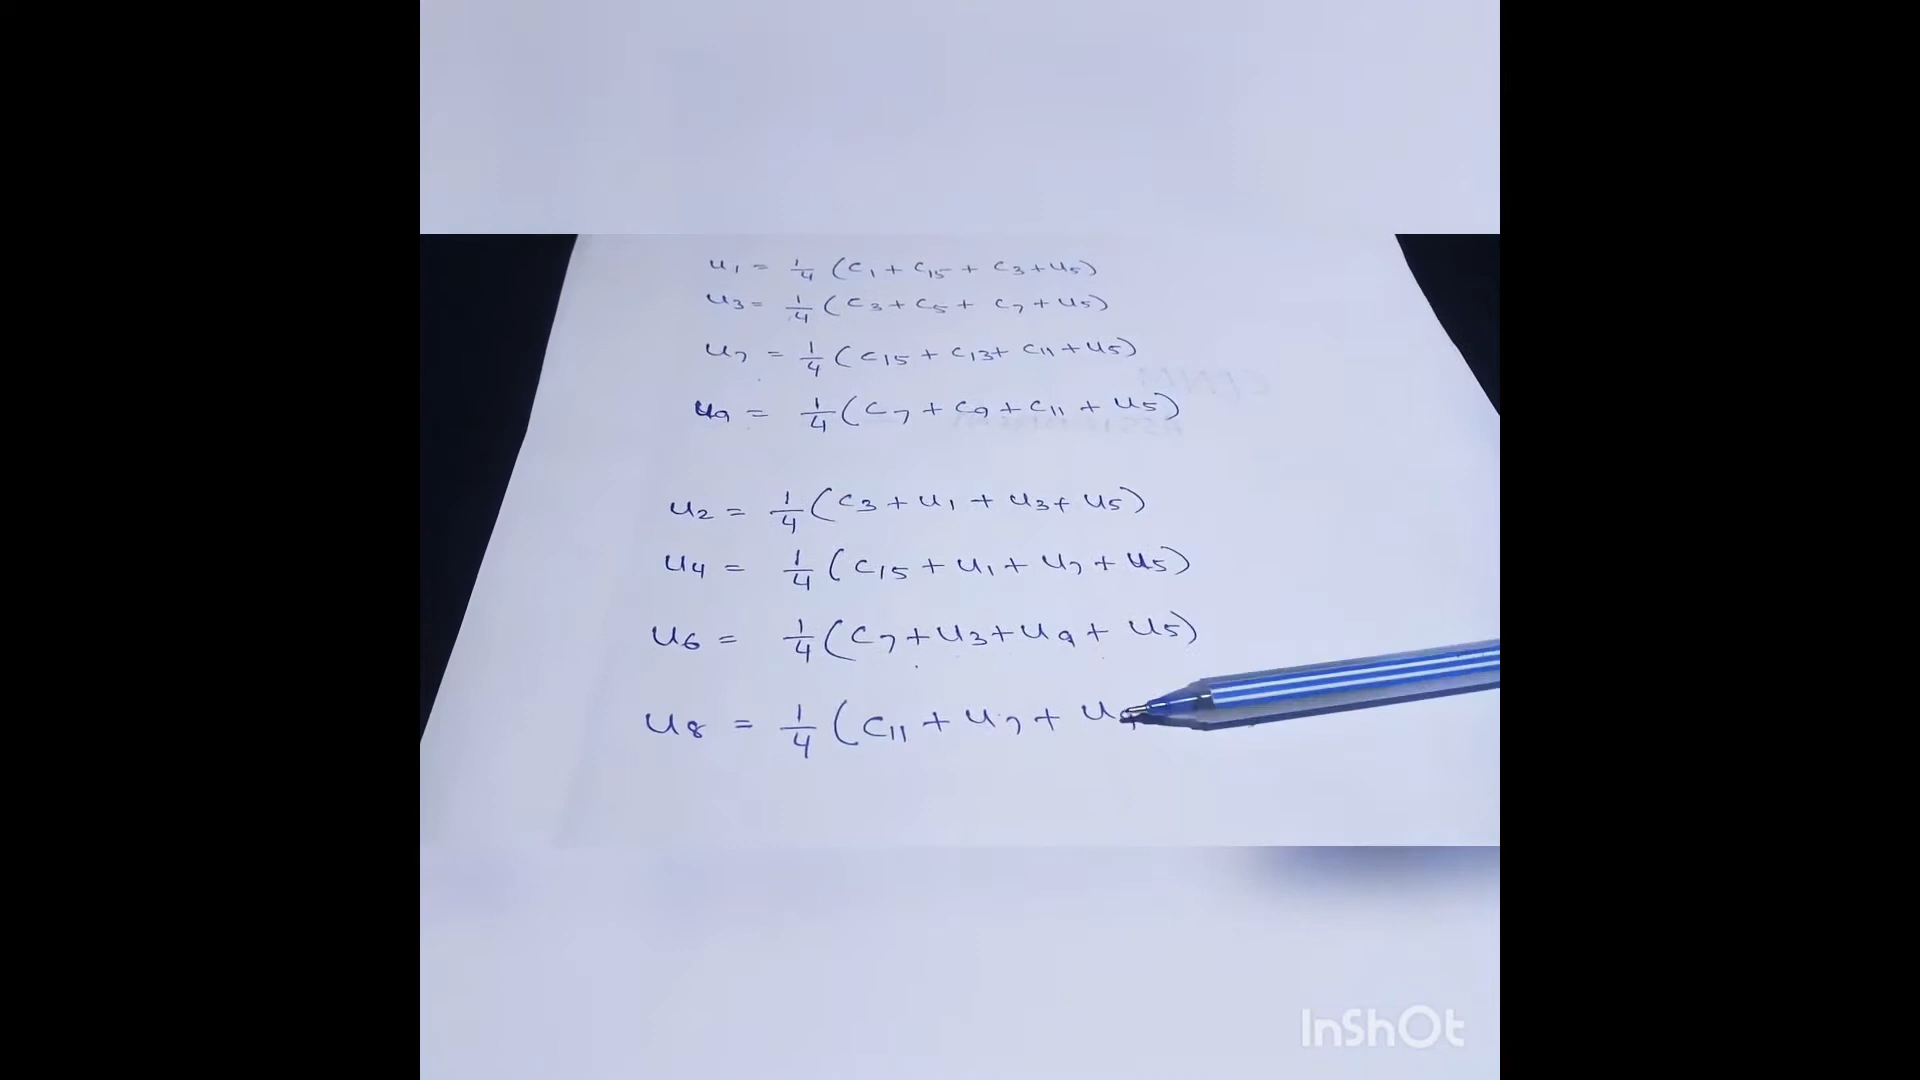 u₁ = 1/4 (c₁ + c₁₅ + c₃ + u₅)
u₃ = 1/4 (c₃ + c₅ + c₇ + u₅)
u₇ = 1/4 (c₁₅ + c₁₃ + c₁₁ + u₅)
u₉ = 1/4 (c₇ + c₉ + c₁₁ + u₅)
u₂ = 1/4 (c₃ + u₁ + u₃ + u₅)
u₄ = 1/4 (c₁₅ + u₁ + u₇ + u₅)
u₆ = 1/4 (c₇ + u₃ + u₉ + u₅)
u₈ = 1/4 (c₁₁ + u₇ + u₉
InShOt